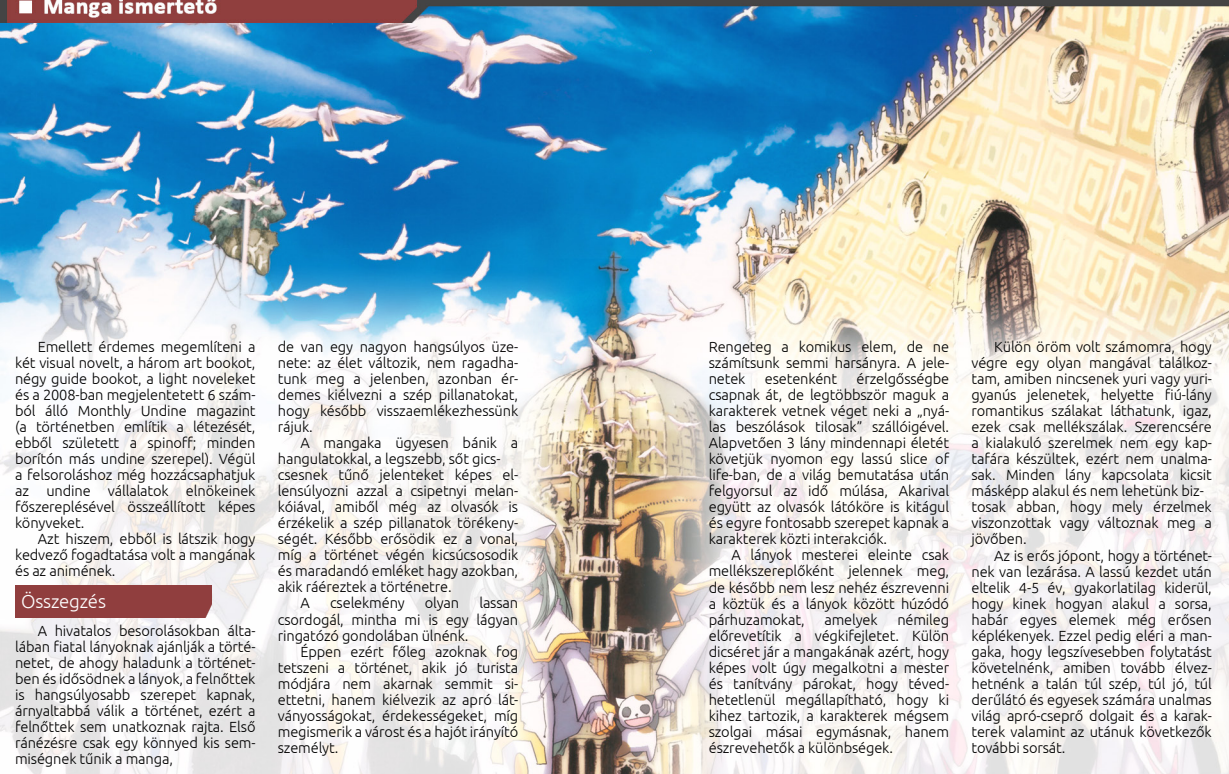 Manga ismertető
Emellett érdemes megemlíteni a
két visual novelt, a három art bookot,
négy guide bookot, a light noveleket
és a 2008-ban megjelentetett 6 szám-
ból álló Monthly Undine magazint
(a történetben említik a létezését,
ebből született a spinoff; minden
borítón más undine szerepel). Végül
a felsoroláshoz még hozzácsaphatjuk
az undine vállalatok elnökeinek
főszereplésével összeállított képes
könyveket.
Azt hiszem, ebből is látszik hogy
kedvező fogadtatása volt a mangának
és az animének.
Összegzés
A hivatalos besorolásokban álta-
lában fiatal lányoknak ajánlják a törté-
netet, de ahogy haladunk a történet-
ben és idősödnek a lányok, a felnőttek
is hangsúlyosabb szerepet kapnak,
árnyaltabbá válik a történet, ezért a
felnőttek sem unatkoznak rajta. Első
ránézésre csak egy könnyed kis sem-
miségnek tűnik a manga,
de van egy nagyon hangsúlyos üze-
nete: az élet változik, nem ragadha-
tunk meg a jelenben, azonban ér-
demes kiélvezni a szép pillanatokat,
hogy később visszaemlékezhessünk
rájuk.
A mangaka ügyesen bánik a
hangulatokkal, a legszebb, sőt gics-
csesnek tűnő jelenteket képes el-
lensúlyozni azzal a csipetnyi melan-
kóiával, amiből még az olvasók is
érzékelik a szép pillanatok törékeny-
ségét. Később erősödik ez a vonal,
míg a történet végén kicsúcsosodik
és maradandó emléket hagy azokban,
akik ráéreztek a történetre.
A cselekmény olyan lassan
csordogál, mintha mi is egy lágyan
ringatózó gondolában ülnénk.
Éppen ezért főleg azoknak fog
tetszeni a történet, akik jó turista
módjára nem akarnak semmit si-
ettetni, hanem kiélvezik az apró lát-
ványosságokat, érdekességeket, míg
megismerik a várost és a hajót irányító
személyt.
Rengeteg a komikus elem, de ne
számítsunk semmi harsányra. A jele-
netek esetenként érzelgősségbe
csapnak át, de legtöbbször maguk a
karakterek vetnek véget neki a „nyá-
las beszólások tilosak” szállóigével.
Alapvetően 3 lány mindennapi életét
követjük nyomon egy lassú slice of
life-ban, de a világ bemutatása után
felgyorsul az idő múlása, Akarival
együtt az olvasók látóköre is kitágul
és egyre fontosabb szerepet kapnak a
karakterek közti interakciók.
A lányok mesterei eleinte csak
mellékszereplőként jelennek meg,
de később nem lesz nehéz észrevenni
a köztük és a lányok között húzódó
párhuzamokat, amelyek némileg
előrevetítik a végkifejletet. Külön
dicséret jár a mangakának azért, hogy
képes volt úgy megalkotni a mester
és tanítvány párokat, hogy téved-
hetetlenül megállapítható, hogy ki
kihez tartozik, a karakterek mégsem
szolgai másai egymásnak, hanem
észrevehetők a különbségek.
Külön öröm volt számomra, hogy
végre egy olyan mangával találkoz-
tam, amiben nincsenek yuri vagy yuri-
gyanús jelenetek, helyette fiú-lány
romantikus szálakat láthatunk, igaz,
ezek csak mellékszálak. Szerencsére
a kialakuló szerelmek nem egy kap-
tafára készültek, ezért nem unalma-
sak. Minden lány kapcsolata kicsit
másképp alakul és nem lehetünk biz-
tosak abban, hogy mely érzelmek
viszonzottak vagy változnak meg a
jövőben.
Az is erős jópont, hogy a történet-
nek van lezárása. A lassú kezdet után
eltelik 4-5 év, gyakorlatilag kiderül,
hogy kinek hogyan alakul a sorsa,
habár egyes elemek még erősen
képlékenyek. Ezzel pedig eléri a man-
gaka, hogy legszívesebben folytatást
követelnénk, amiben tovább élvez-
hetnénk a talán túl szép, túl jó, túl
derűlátó és egyesek számára unalmas
világ apró-cseprő dolgait és a karak-
terek valamint az utánuk következők
további sorsát.